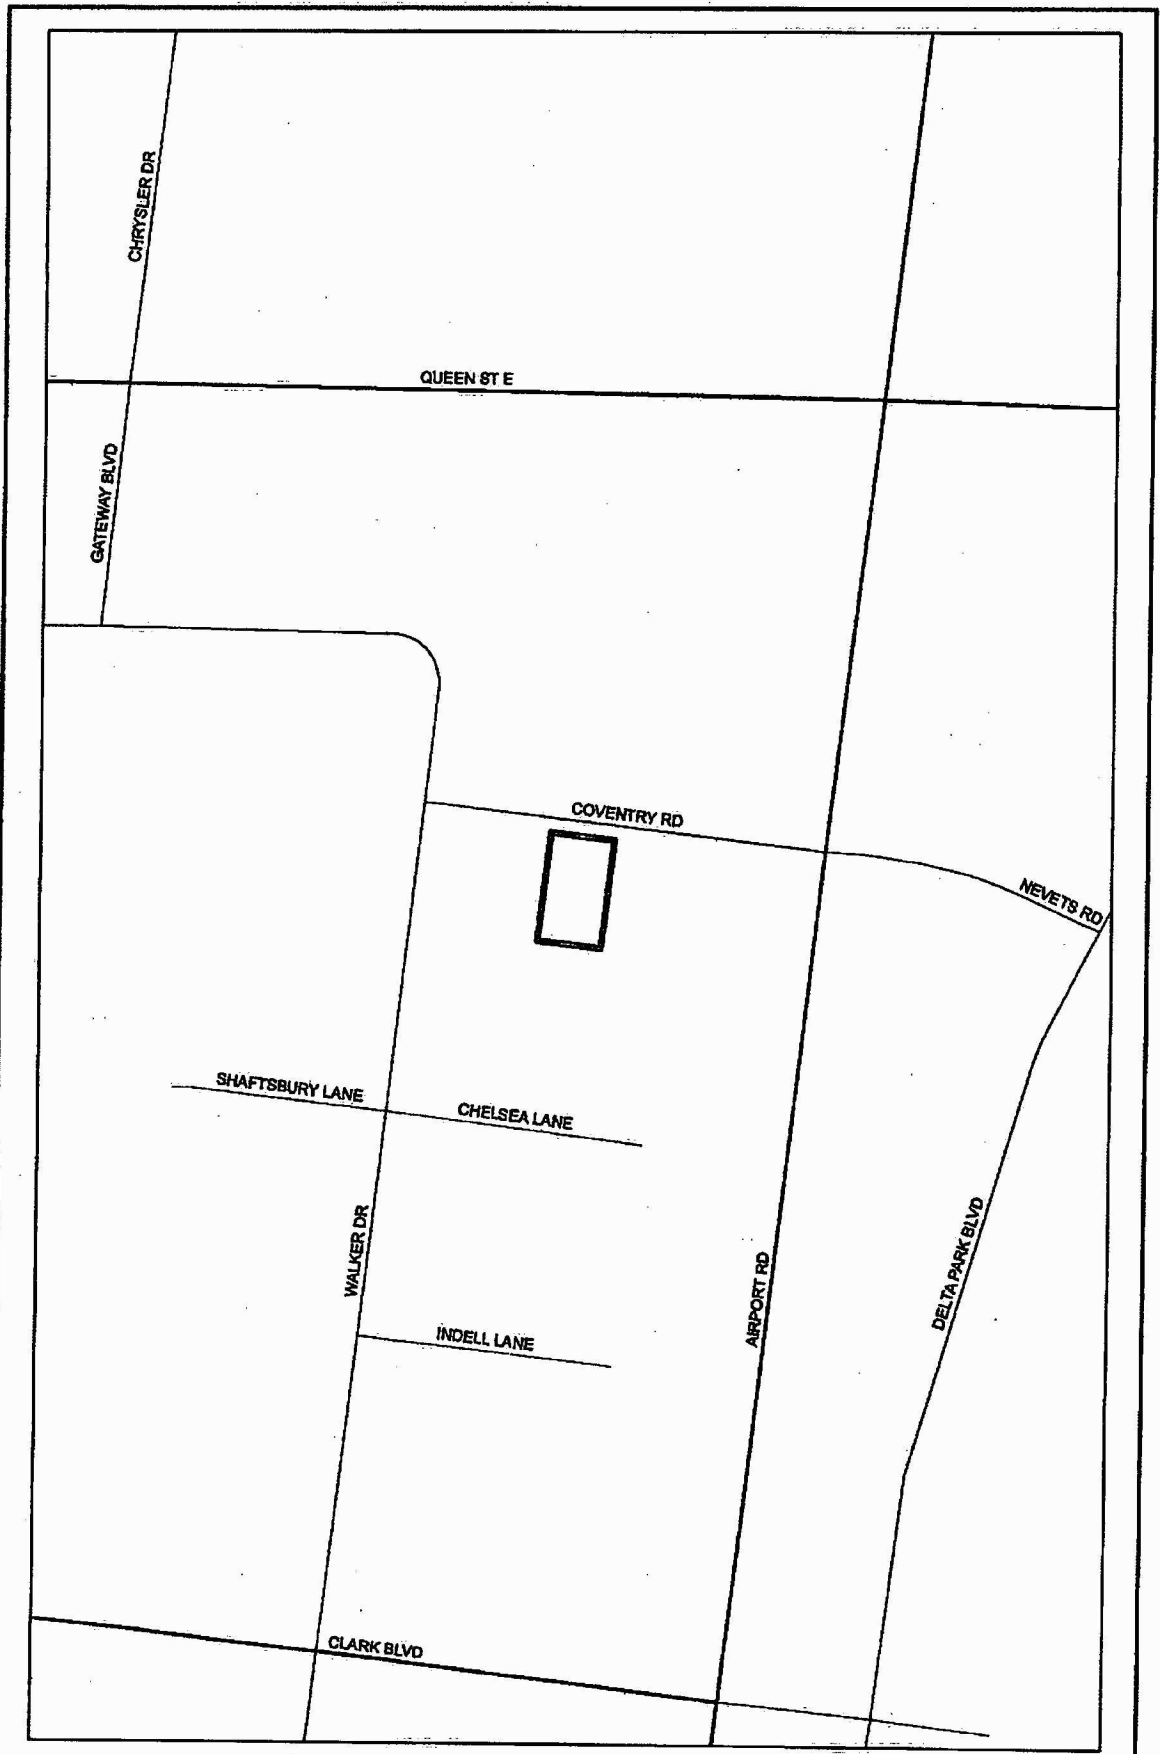 CHRYSLER DR
QUEEN ST E
GATEWAY BLVD
COVENTRY RD
NEVETS RD
SHAFTSBURY LANE
CHELSEA LANE
WALKER DR
DELTA PARK BLVD
AIRPORT RD
INDELL LANE
CLARK BLVD